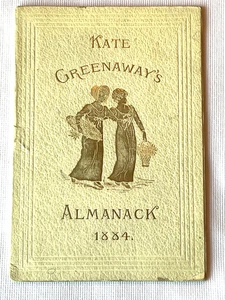 KATE
GREENAWAY'S
ALMANACK
1884.